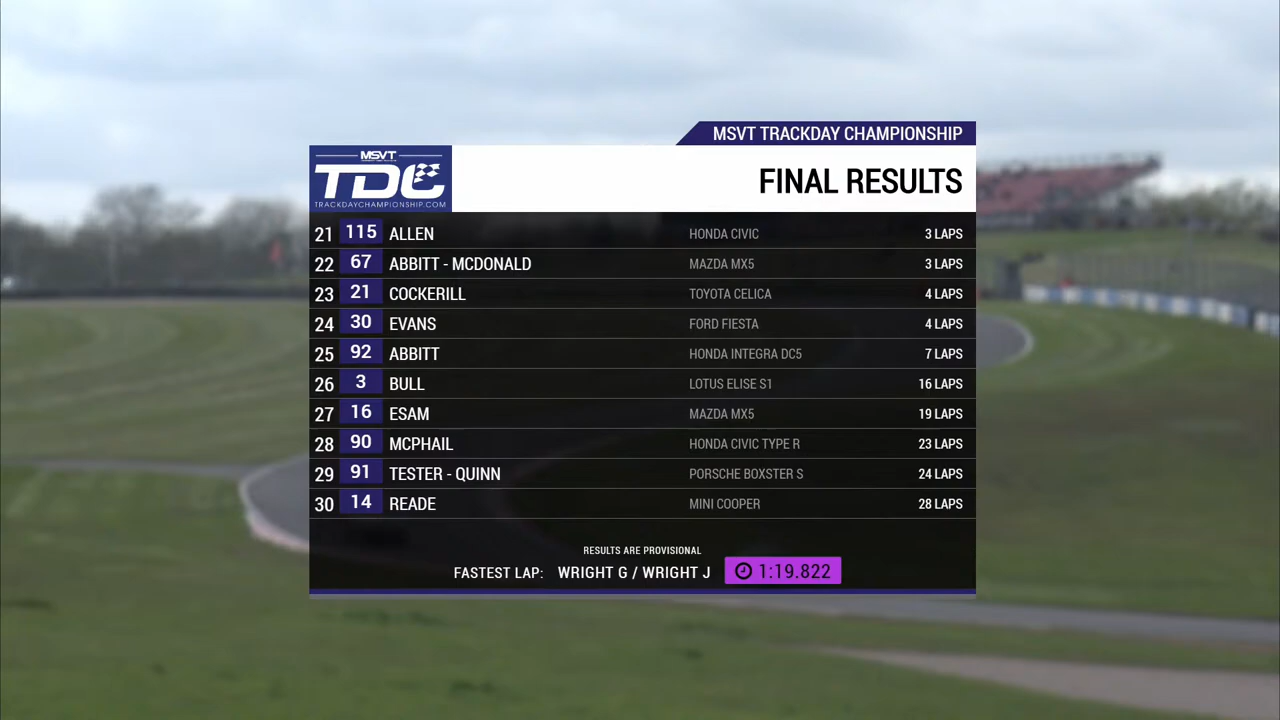 MSVT TRACKDAY CHAMPIONSHIP
MSVT
TDC
TRACKDAYCHAMPIONSHIP.COM
FINAL RESULTS
21 115 ALLEN HONDA CIVIC 3 LAPS
22 67 ABBITT - MCDONALD MAZDA MX5 3 LAPS
23 21 COCKERILL TOYOTA CELICA 4 LAPS
24 30 EVANS FORD FIESTA 4 LAPS
25 92 ABBITT HONDA INTEGRA DC5 7 LAPS
26 3 BULL LOTUS ELISE S1 16 LAPS
27 16 ESAM MAZDA MX5 19 LAPS
28 90 MCPHAIL HONDA CIVIC TYPE R 23 LAPS
29 91 TESTER - QUINN PORSCHE BOXSTER S 24 LAPS
30 14 READE MINI COOPER 28 LAPS
RESULTS ARE PROVISIONAL
FASTEST LAP: WRIGHT G / WRIGHT J 1:19.822